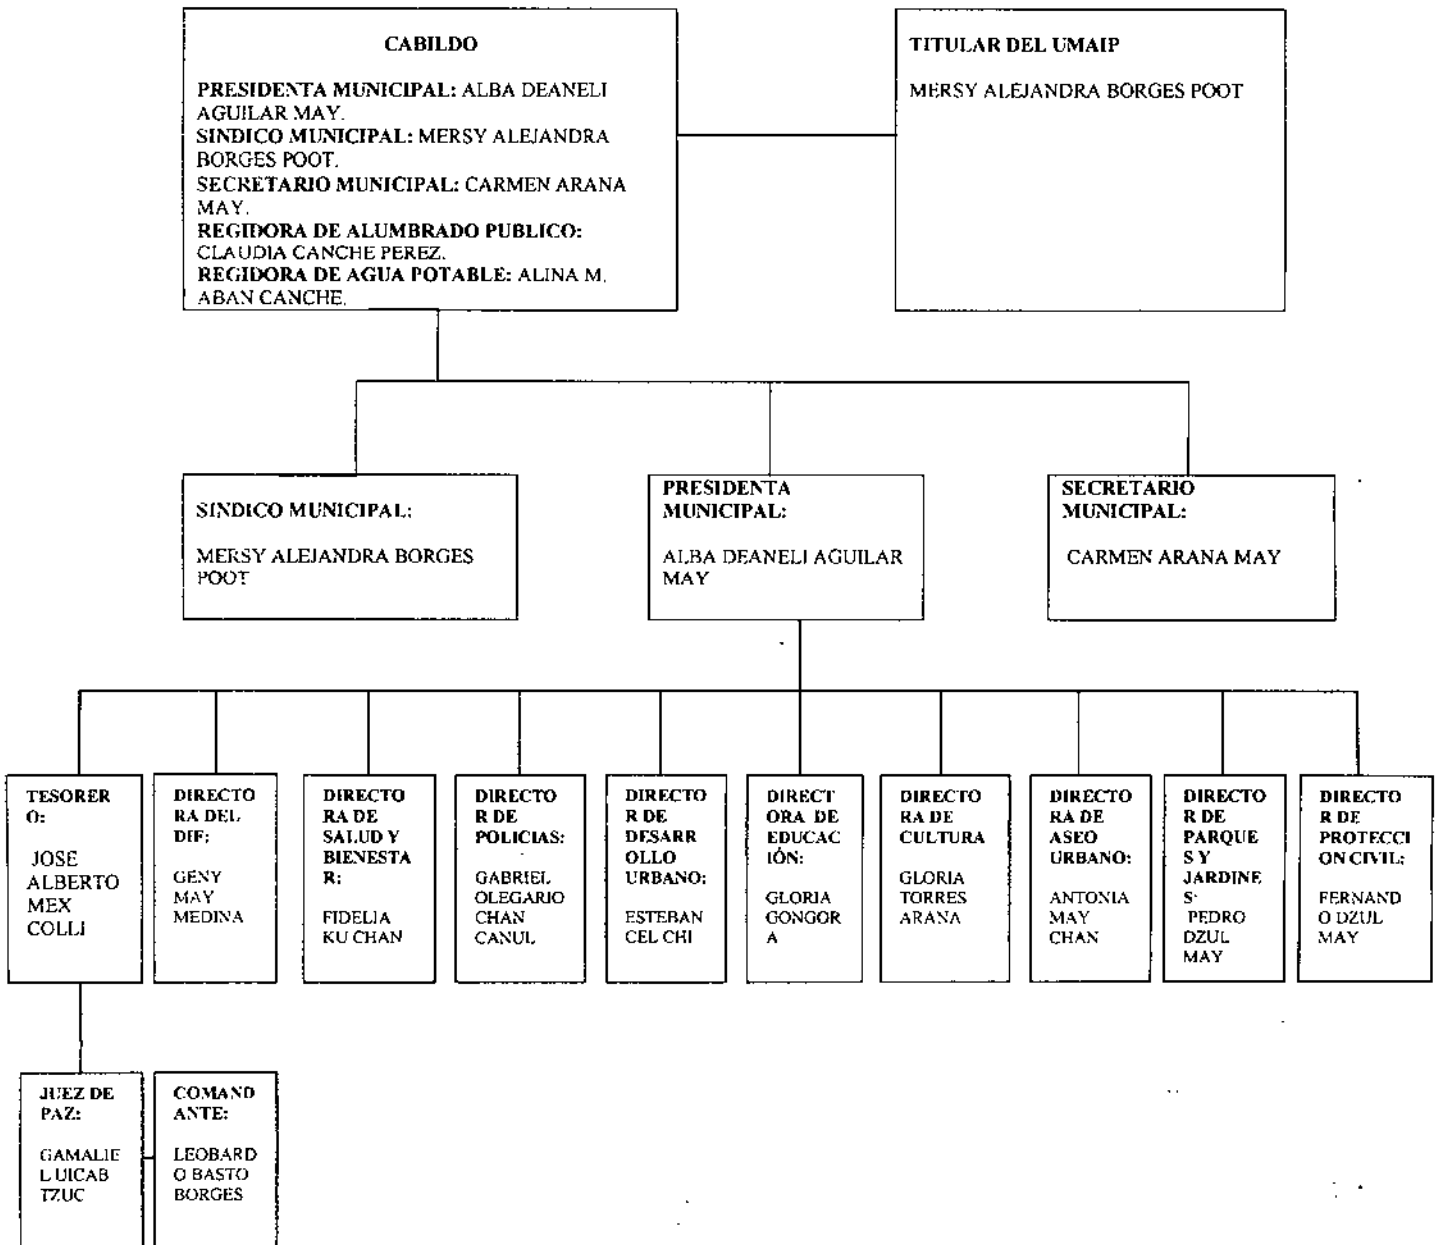 CABILDO
PRESIDENTA MUNICIPAL: ALBA DEANELI
AGUILAR MAY.
SINDICO MUNICIPAL: MERSY ALEJANDRA
BORGES POOT.
SECRETARIO MUNICIPAL: CARMEN ARANA
MAY.
REGIDORA DE ALUMBRADO PUBLICO:
CLAUDIA CANCHE PEREZ.
REGIDORA DE AGUA POTABLE: ALINA M.
ABAN CANCHE.
TITULAR DEL UMAIP
MERSY ALEJANDRA BORGES POOT
SINDICO MUNICIPAL:
MERSY ALEJANDRA BORGES
POOT
PRESIDENTA
MUNICIPAL:
ALBA DEANELI AGUILAR
MAY
SECRETARIO
MUNICIPAL:
CARMEN ARANA MAY
TESORER
O:
JOSE
ALBERTO
MEX
COLLI
DIRECTO
RA DEL
DIF:
GENY
MAY
MEDINA
DIRECTO
RA DE
SALUD Y
BIENESTA
R:
FIDELIA
KU CHAN
DIRECTO
R DE
POLICIAS:
GABRIEL
OLEGARIO
CHAN
CANUL
DIRECTO
R DE
DESARR
OLLO
URBANO:
ESTEBAN
CEL CHI
DIRECT
ORA DE
EDUCAC
IÓN:
GLORIA
GONGOR
A
DIRECTO
RA DE
CULTURA
GLORIA
TORRES
ARANA
DIRECTO
RA DE
ASEO
URBANO:
ANTONIA
MAY
CHAN
DIRECTO
R DE
PARQUE
S Y
JARDINE
S:
PEDRO
DZUL
MAY
DIRECTO
R DE
PROTECCI
ON CIVIL:
FERNAND
O DZUL
MAY
JUEZ DE
PAZ:
GAMALIE
L UICAB
TZUC
COMAND
ANTE:
LEOBARD
O BASTO
BORGES